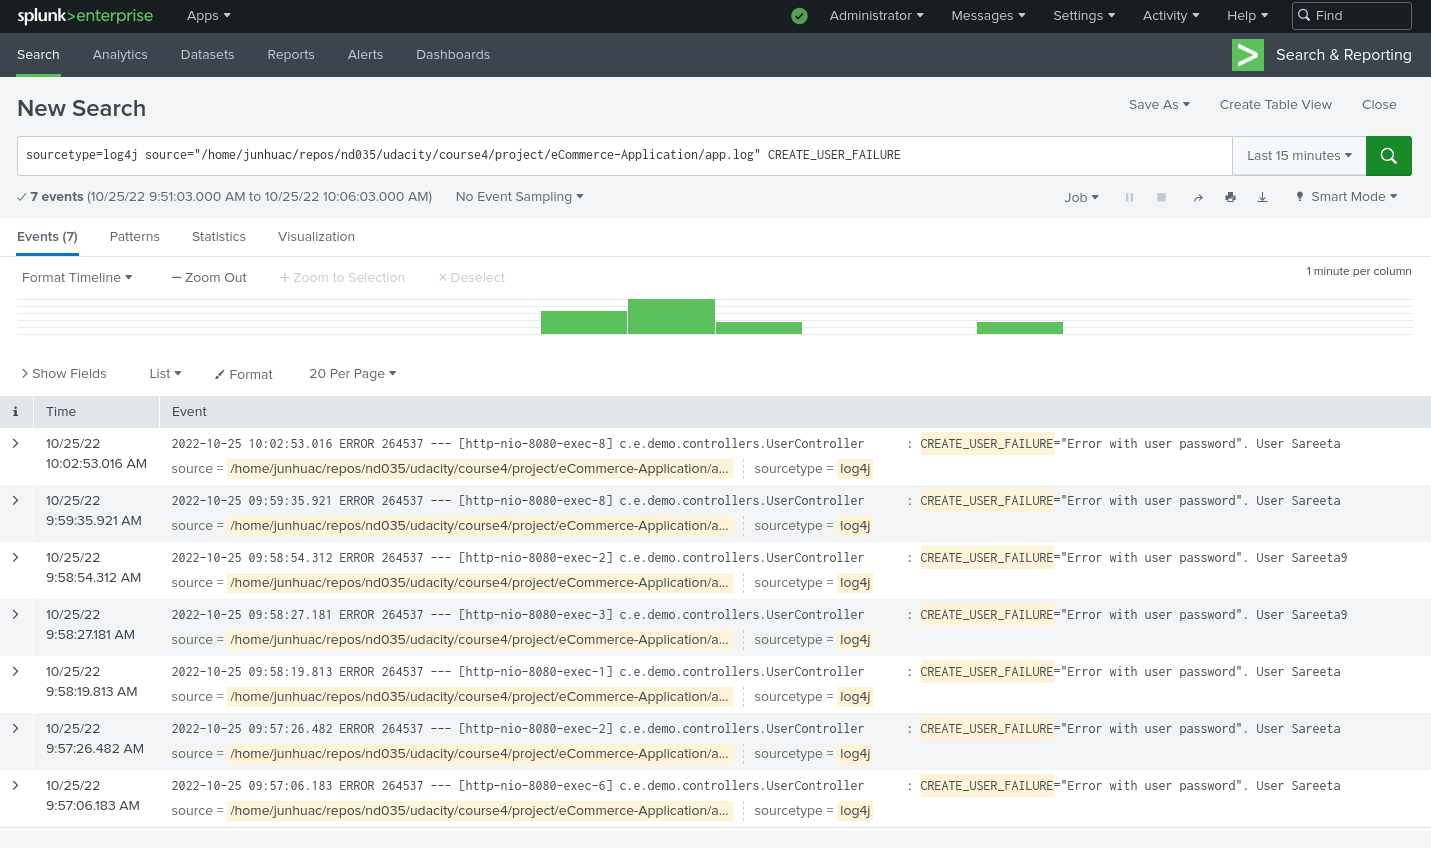 splunk>enterprise Apps Administrator Messages Settings Activity Help Find
Search Analytics Datasets Reports Alerts Dashboards Search & Reporting
New Search Save As Create Table View Close
sourcetype=log4j source="/home/junhuac/repos/nd035/udacity/course4/project/eCommerce-Application/app.log" CREATE_USER_FAILURE Last 15 minutes
7 events (10/25/22 9:51:03.000 AM to 10/25/22 10:06:03.000 AM) No Event Sampling Job Smart Mode
Events (7) Patterns Statistics Visualization
Format Timeline — Zoom Out + Zoom to Selection × Deselect 1 minute per column
> Show Fields List Format 20 Per Page
i Time Event
10/25/22 2022-10-25 10:02:53.016 ERROR 264537 --- [http-nio-8080-exec-8] c.e.demo.controllers.UserController : CREATE_USER_FAILURE="Error with user password". User Sareeta
10:02:53.016 AM source = /home/junhuac/repos/nd035/udacity/course4/project/eCommerce-Application/a... sourcetype = log4j
10/25/22 2022-10-25 09:59:35.921 ERROR 264537 --- [http-nio-8080-exec-8] c.e.demo.controllers.UserController : CREATE_USER_FAILURE="Error with user password". User Sareeta
9:59:35.921 AM source = /home/junhuac/repos/nd035/udacity/course4/project/eCommerce-Application/a... sourcetype = log4j
10/25/22 2022-10-25 09:58:54.312 ERROR 264537 --- [http-nio-8080-exec-2] c.e.demo.controllers.UserController : CREATE_USER_FAILURE="Error with user password". User Sareeta9
9:58:54.312 AM source = /home/junhuac/repos/nd035/udacity/course4/project/eCommerce-Application/a... sourcetype = log4j
10/25/22 2022-10-25 09:58:27.181 ERROR 264537 --- [http-nio-8080-exec-3] c.e.demo.controllers.UserController : CREATE_USER_FAILURE="Error with user password". User Sareeta9
9:58:27.181 AM source = /home/junhuac/repos/nd035/udacity/course4/project/eCommerce-Application/a... sourcetype = log4j
10/25/22 2022-10-25 09:58:19.813 ERROR 264537 --- [http-nio-8080-exec-1] c.e.demo.controllers.UserController : CREATE_USER_FAILURE="Error with user password". User Sareeta
9:58:19.813 AM source = /home/junhuac/repos/nd035/udacity/course4/project/eCommerce-Application/a... sourcetype = log4j
10/25/22 2022-10-25 09:57:26.482 ERROR 264537 --- [http-nio-8080-exec-2] c.e.demo.controllers.UserController : CREATE_USER_FAILURE="Error with user password". User Sareeta
9:57:26.482 AM source = /home/junhuac/repos/nd035/udacity/course4/project/eCommerce-Application/a... sourcetype = log4j
10/25/22 2022-10-25 09:57:06.183 ERROR 264537 --- [http-nio-8080-exec-6] c.e.demo.controllers.UserController : CREATE_USER_FAILURE="Error with user password". User Sareeta
9:57:06.183 AM source = /home/junhuac/repos/nd035/udacity/course4/project/eCommerce-Application/a... sourcetype = log4j